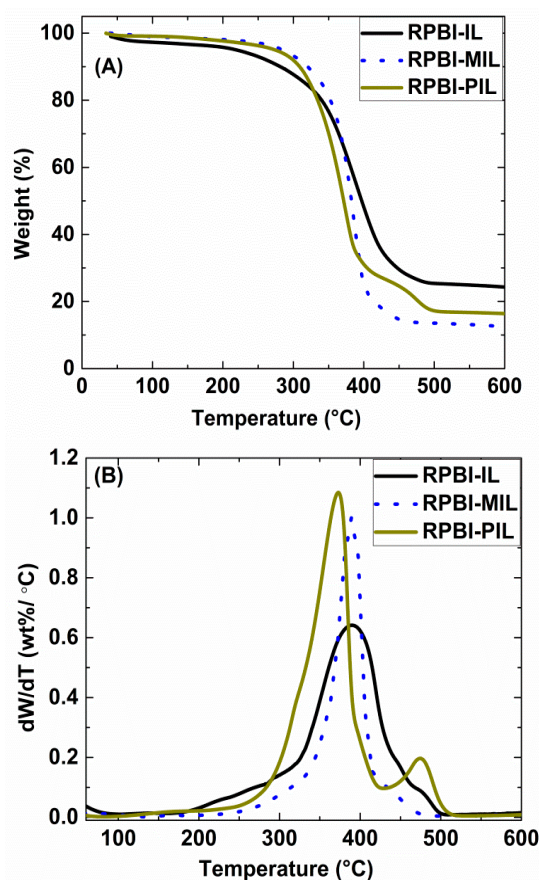 (A)
RPBI-IL
RPBI-MIL
RPBI-PIL
100
80
60
40
20
0
Weight (%)
0 100 200 300 400 500 600
Temperature (°C)
(B)
RPBI-IL
RPBI-MIL
RPBI-PIL
1.2
1.0
0.8
0.6
0.4
0.2
0.0
dW/dT (wt%/ °C)
100 200 300 400 500 600
Temperature (°C)